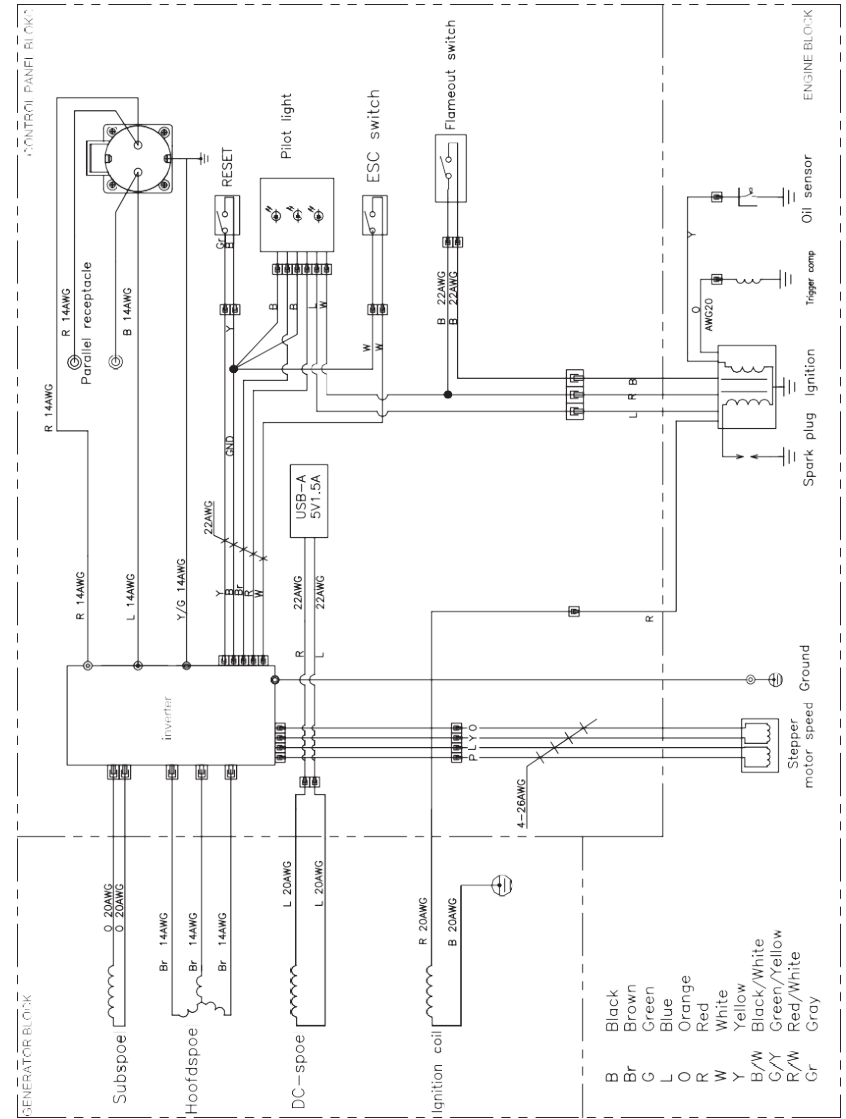 CONTROL PANEL BLOK
ENGINE BLOCK
GENERATOR BLOCK
R 14AWG
Parallel receptacle
B 14AWG
R 14AWG
R 14AWG
L 14AWG
Y/G 14AWG
RESET
Gr
B
Y
Pilot light
B
B
L
W
ESC switch
W
W
Flameout switch
B 22AWG
B 22AWG
GND
22AWG
Y
B
Br
R
W
USB-A
5V1.5A
22AWG
22AWG
R
L
inverter
B
R
L
Y
O
AWG20
Oil sensor
Trigger comp
Ignition
Spark plug
R
Ground
O
Y
L
P
4-26AWG
Stepper
motor speed
O 20AWG
O 20AWG
Subspoel
Br 14AWG
Br 14AWG
Br 14AWG
Hoofdspoe
L 20AWG
L 20AWG
DC-spoe
R 20AWG
B 20AWG
Ignition coil
B Black
Br Brown
G Green
L Blue
O Orange
R Red
W White
Y Yellow
B/W Black/White
G/Y Green/Yellow
R/W Red/White
Gr Gray